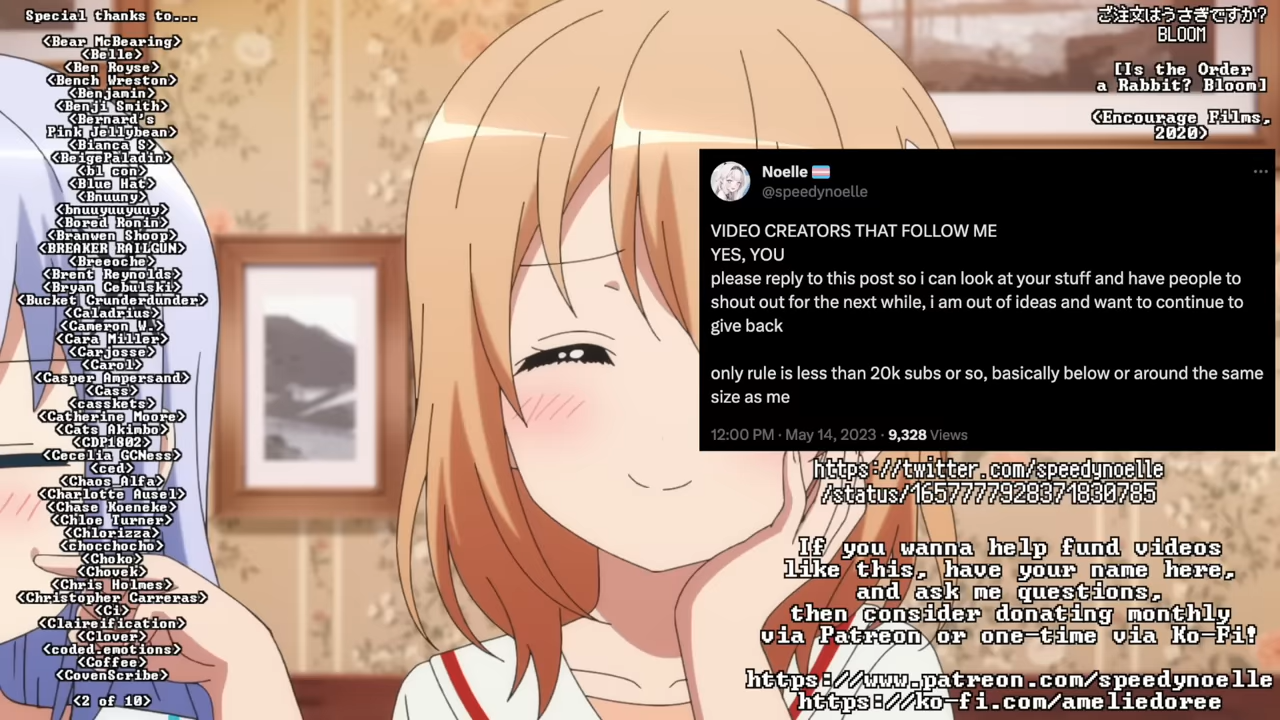 Special thanks to...
<Bear McBearing>
<Belle>
<Ben Royse>
<Bench Wreston>
<Benjamin>
<Benji Smith>
<Bernard's
Pink Jellybean>
<Bianca S>
<BeigePaladin>
<bl con>
<Blue Hat>
<Bnuuny>
<bnuuyuuyuuy>
<Bored Ronin>
<Branwen Shoop>
<BREAKER RAILGUN>
<Breeoche>
<Brent Reynolds>
<Bryan Cebulski>
<Bucket Crunderdunder>
<Caladrius>
<Cameron W.>
<Cara Miller>
<Carjosse>
<Carol>
<Casper Ampersand>
<Cass>
<casskets>
<Catherine Moore>
<Cats Akimbo>
<CDP1802>
<Cecelia GCNess>
<ced>
<Chaos Alfa>
<Charlotte Ausel>
<Chase Koeneke>
<Chloe Turner>
<Chlorizza>
<chocchocho>
<Choko>
<Chovek>
<Chris Holmes>
<Christopher Carreras>
<Ci>
<Claireification>
<Clover>
<coded.emotions>
<Coffee>
<CovenScribe>
<2 of 10>
ご注文はうさぎですか?
BLOOM
[Is the Order
a Rabbit? Bloom]
<Encourage Films,
2020>
Noelle
@speedynoelle
VIDEO CREATORS THAT FOLLOW ME
YES, YOU
please reply to this post so i can look at your stuff and have people to
shout out for the next while, i am out of ideas and want to continue to
give back
only rule is less than 20k subs or so, basically below or around the same
size as me
12:00 PM · May 14, 2023 · 9,328 Views
https://twitter.com/speedynoelle
/status/1657777928371830785
If you wanna help fund videos
like this, have your name here,
and ask me questions,
then consider donating monthly
via Patreon or one-time via Ko-Fi!
https://www.patreon.com/speedynoelle
https://ko-fi.com/ameliedoree